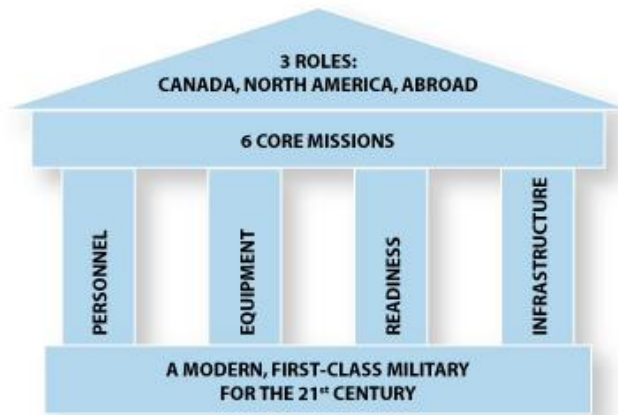 3 ROLES:
CANADA, NORTH AMERICA, ABROAD
6 CORE MISSIONS
PERSONNEL
EQUIPMENT
READINESS
INFRASTRUCTURE
A MODERN, FIRST-CLASS MILITARY
FOR THE 21st CENTURY